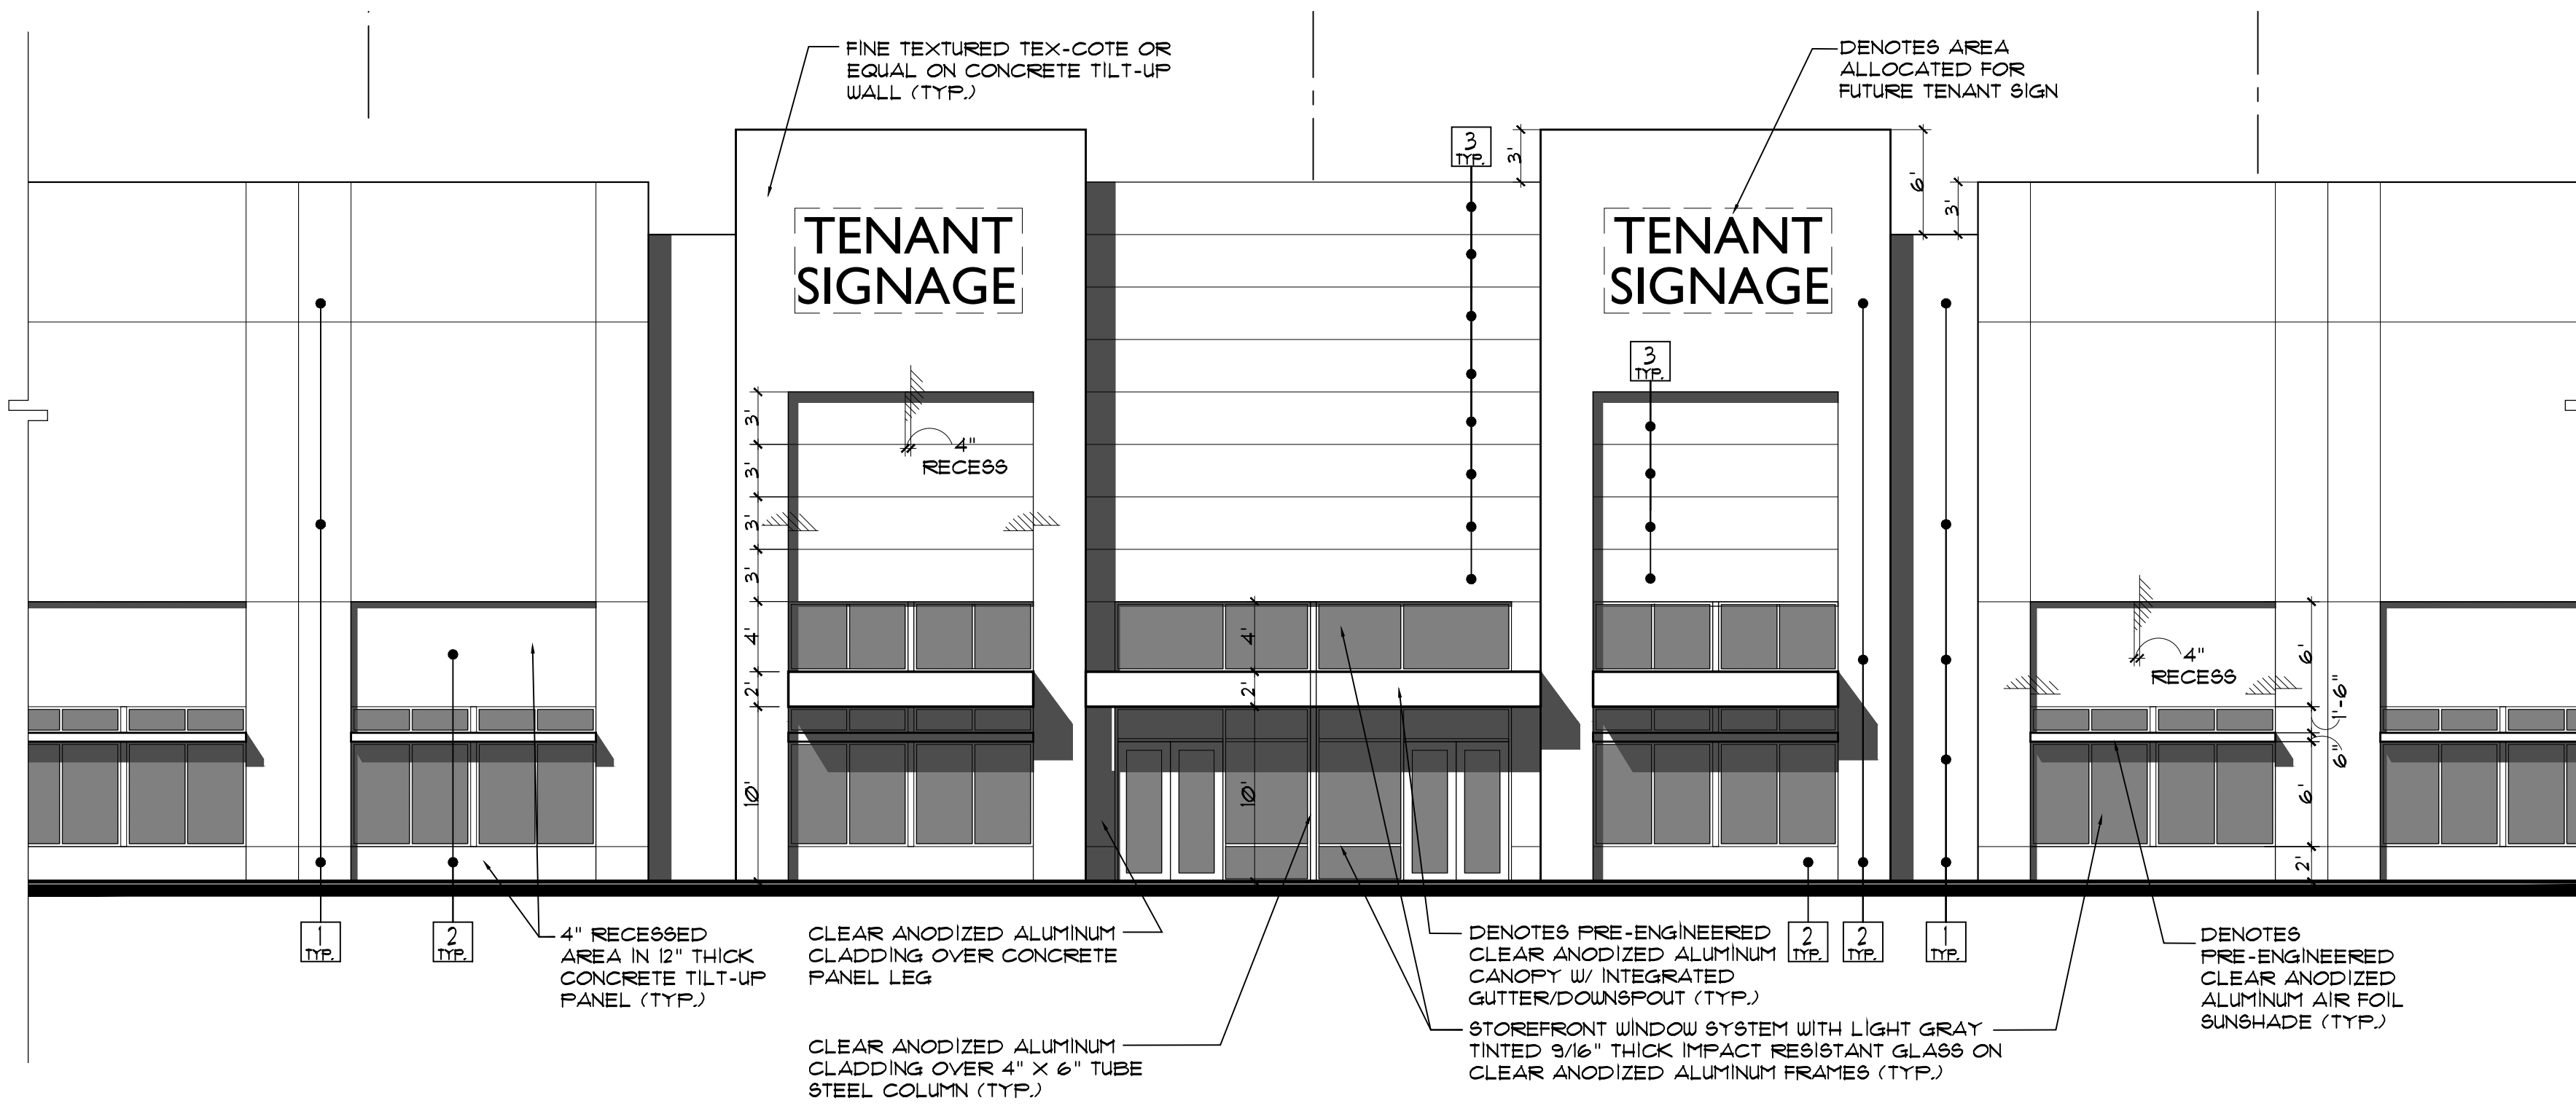 FINE TEXTURED TEX-COTE OR
EQUAL ON CONCRETE TILT-UP
WALL (TYP.)
DENOTES AREA
ALLOCATED FOR
FUTURE TENANT SIGN
3
TYP.
3'
6'
3'
TENANT
SIGNAGE
TENANT
SIGNAGE
3
TYP.
3'
3'
3'
3'
4'
2'
10'
4"
RECESS
4'
2'
10'
4"
RECESS
6'
1'-6"
6"
6'
2'
1
TYP.
2
TYP.
4" RECESSED
AREA IN 12" THICK
CONCRETE TILT-UP
PANEL (TYP.)
CLEAR ANODIZED ALUMINUM
CLADDING OVER CONCRETE
PANEL LEG
CLEAR ANODIZED ALUMINUM
CLADDING OVER 4" X 6" TUBE
STEEL COLUMN (TYP.)
DENOTES PRE-ENGINEERED
CLEAR ANODIZED ALUMINUM
CANOPY W/ INTEGRATED
GUTTER/DOWNSPOUT (TYP.)
2
TYP.
2
TYP.
1
TYP.
STOREFRONT WINDOW SYSTEM WITH LIGHT GRAY
TINTED 9/16" THICK IMPACT RESISTANT GLASS ON
CLEAR ANODIZED ALUMINUM FRAMES (TYP.)
DENOTES
PRE-ENGINEERED
CLEAR ANODIZED
ALUMINUM AIR FOIL
SUNSHADE (TYP.)